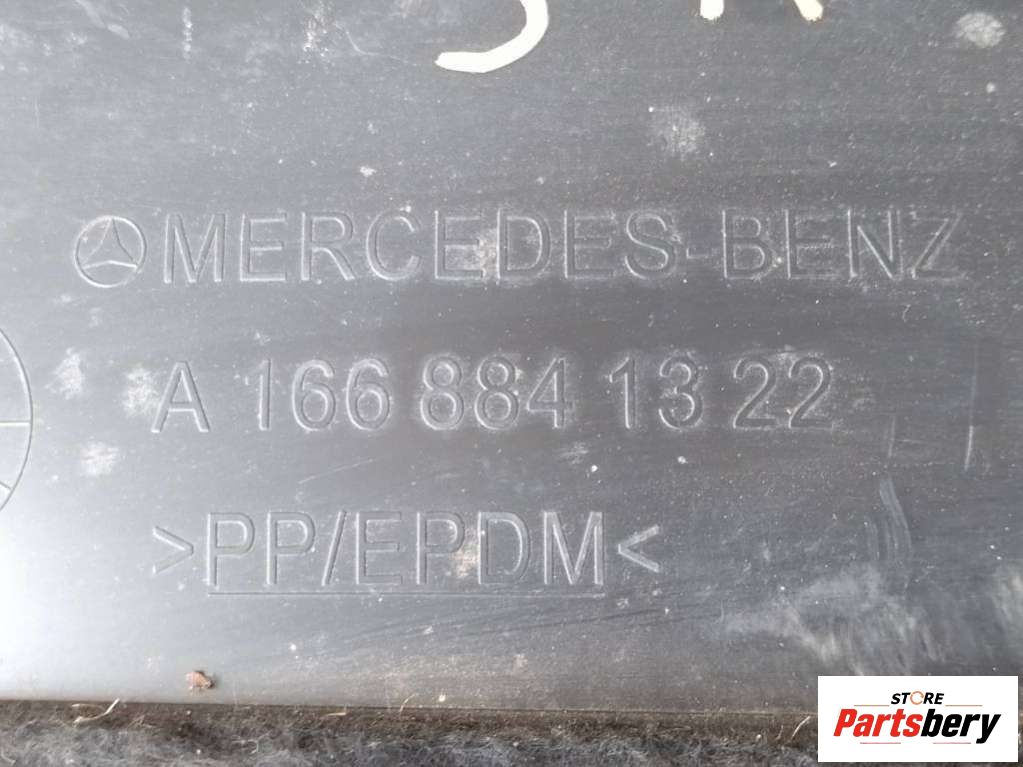 MERCEDES-BENZ
A 166 884 13 22
>PP/EPDM<
STORE
Partsbery